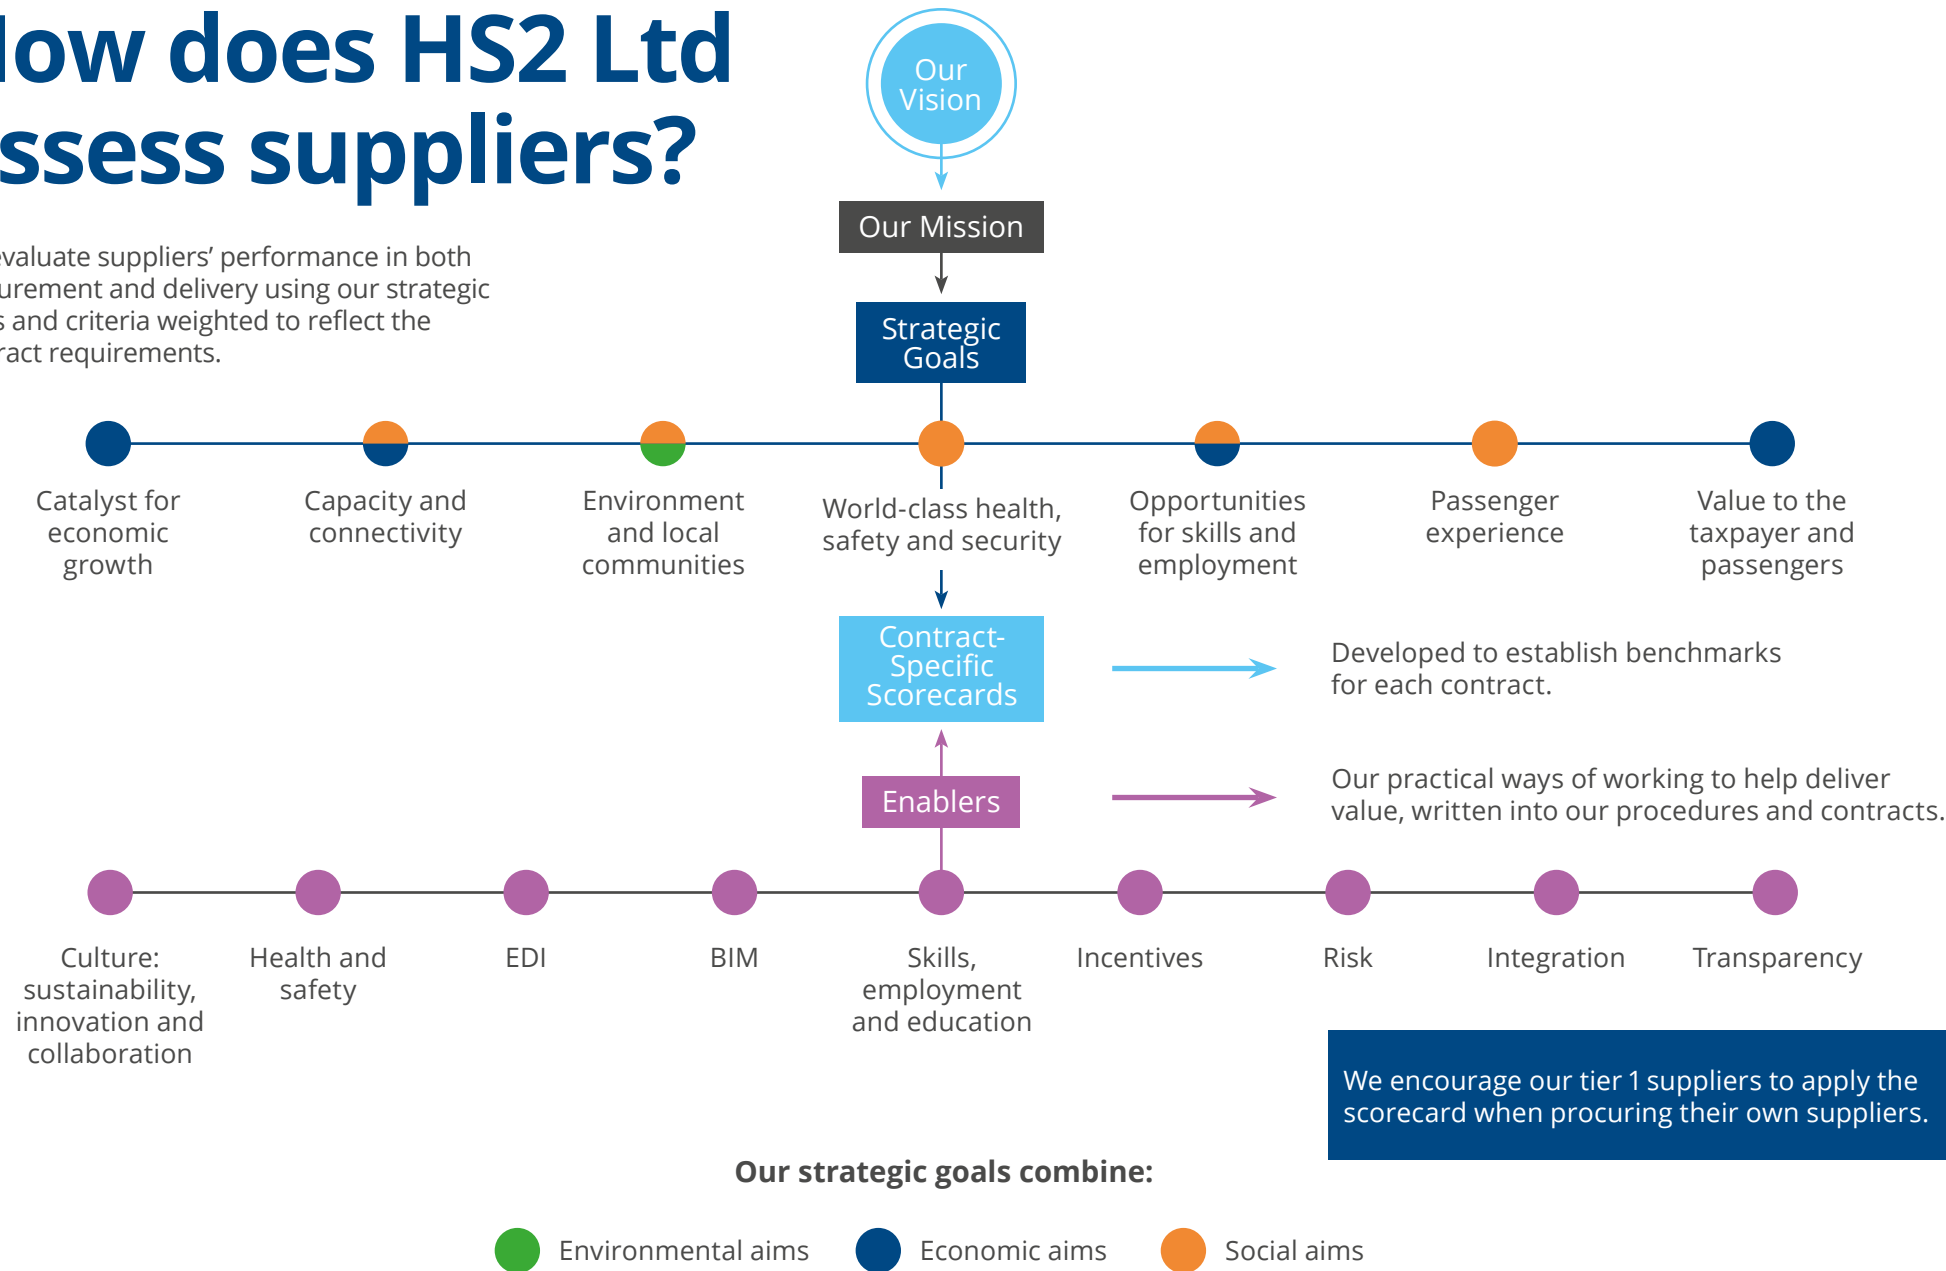 How does HS2 Ltd
ssess suppliers?
evaluate suppliers’ performance in both
urement and delivery using our strategic
s and criteria weighted to reflect the
ract requirements.
Our
Vision
Our Mission
Strategic
Goals
Catalyst for
economic
growth
Capacity and
connectivity
Environment
and local
communities
World-class health,
safety and security
Opportunities
for skills and
employment
Passenger
experience
Value to the
taxpayer and
passengers
Contract-
Specific
Scorecards
Developed to establish benchmarks
for each contract.
Enablers
Our practical ways of working to help deliver
value, written into our procedures and contracts.
Culture:
sustainability,
innovation and
collaboration
Health and
safety
EDI
BIM
Skills,
employment
and education
Incentives
Risk
Integration
Transparency
We encourage our tier 1 suppliers to apply the
scorecard when procuring their own suppliers.
Our strategic goals combine:
Environmental aims
Economic aims
Social aims